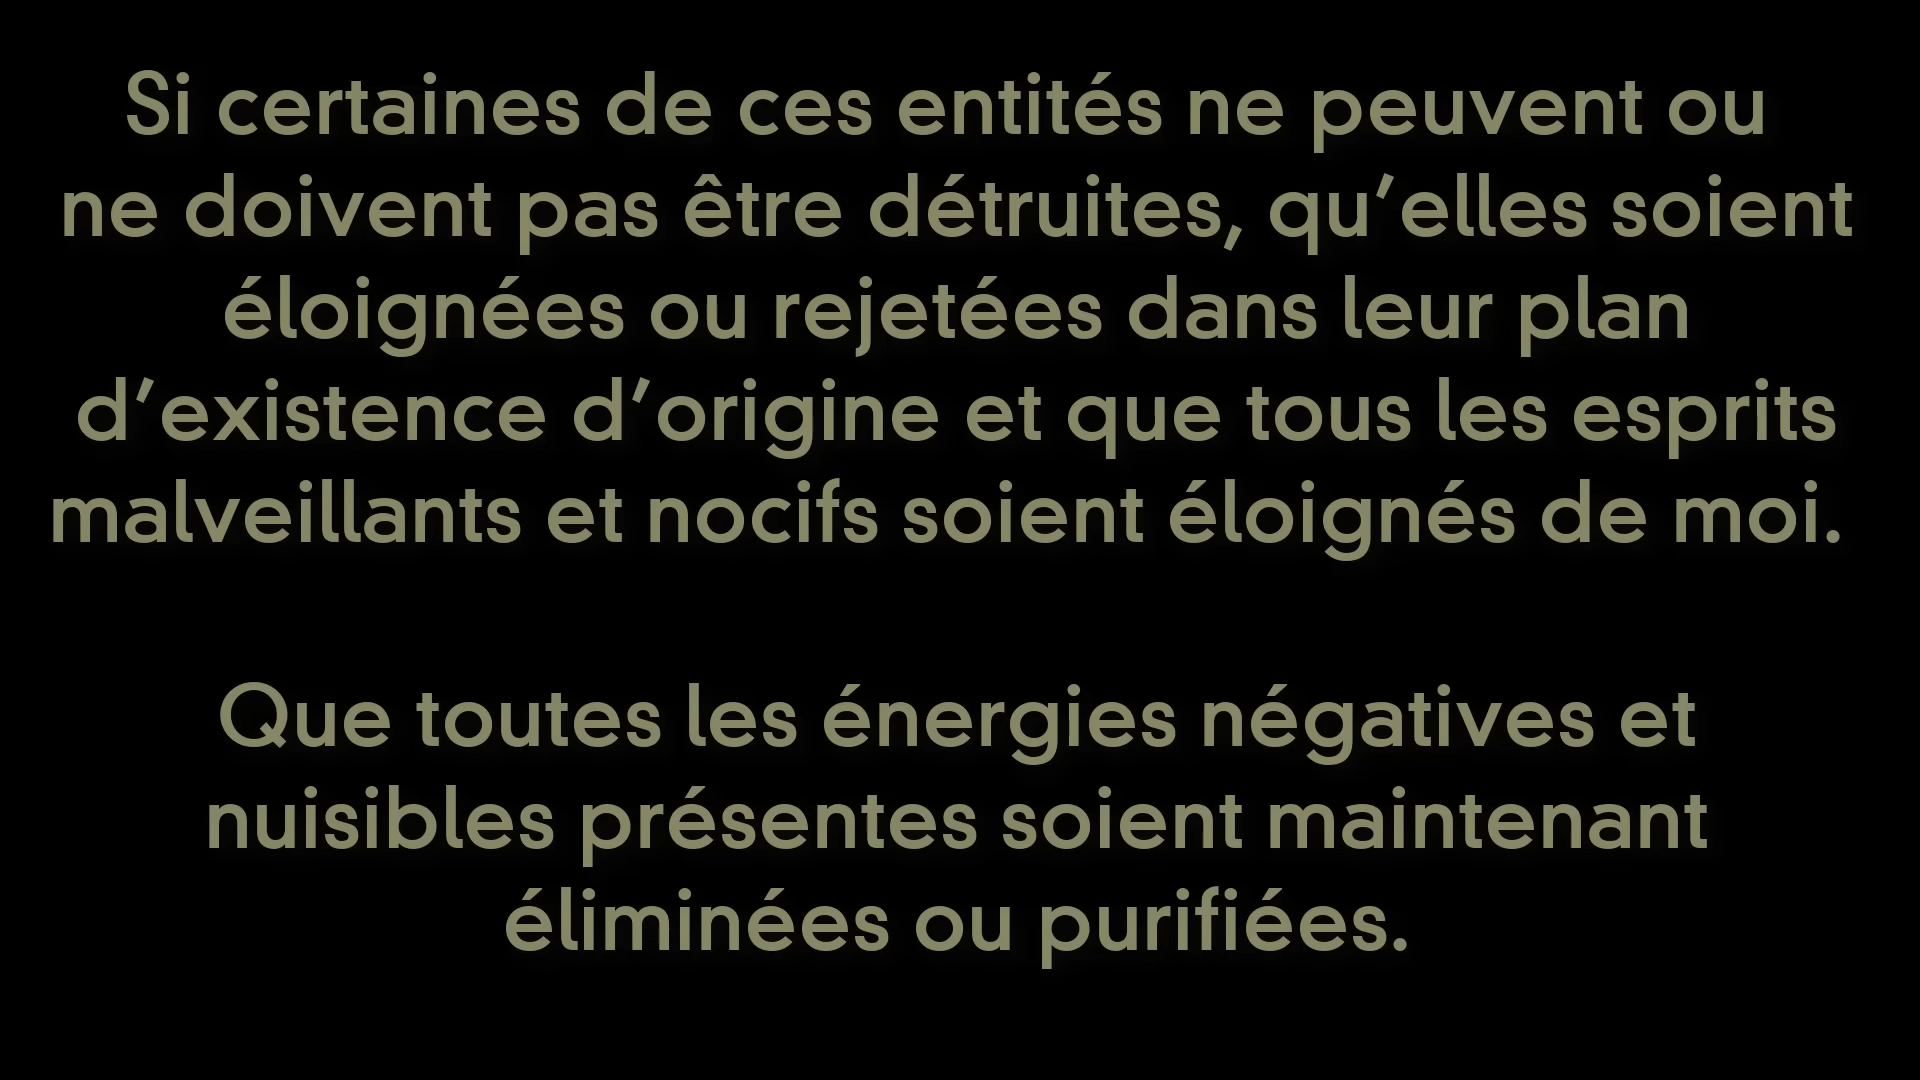 Si certaines de ces entités ne peuvent ou
ne doivent pas être détruites, qu’elles soient
éloignées ou rejetées dans leur plan
d’existence d’origine et que tous les esprits
malveillants et nocifs soient éloignés de moi.
Que toutes les énergies négatives et
nuisibles présentes soient maintenant
éliminées ou purifiées.